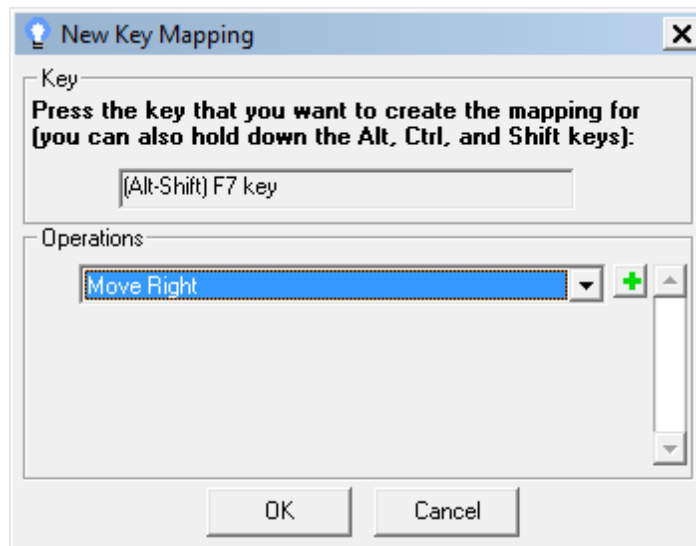 New Key Mapping
Key
Press the key that you want to create the mapping for
(you can also hold down the Alt, Ctrl, and Shift keys):
(Alt-Shift) F7 key
Operations
Move Right
OK
Cancel